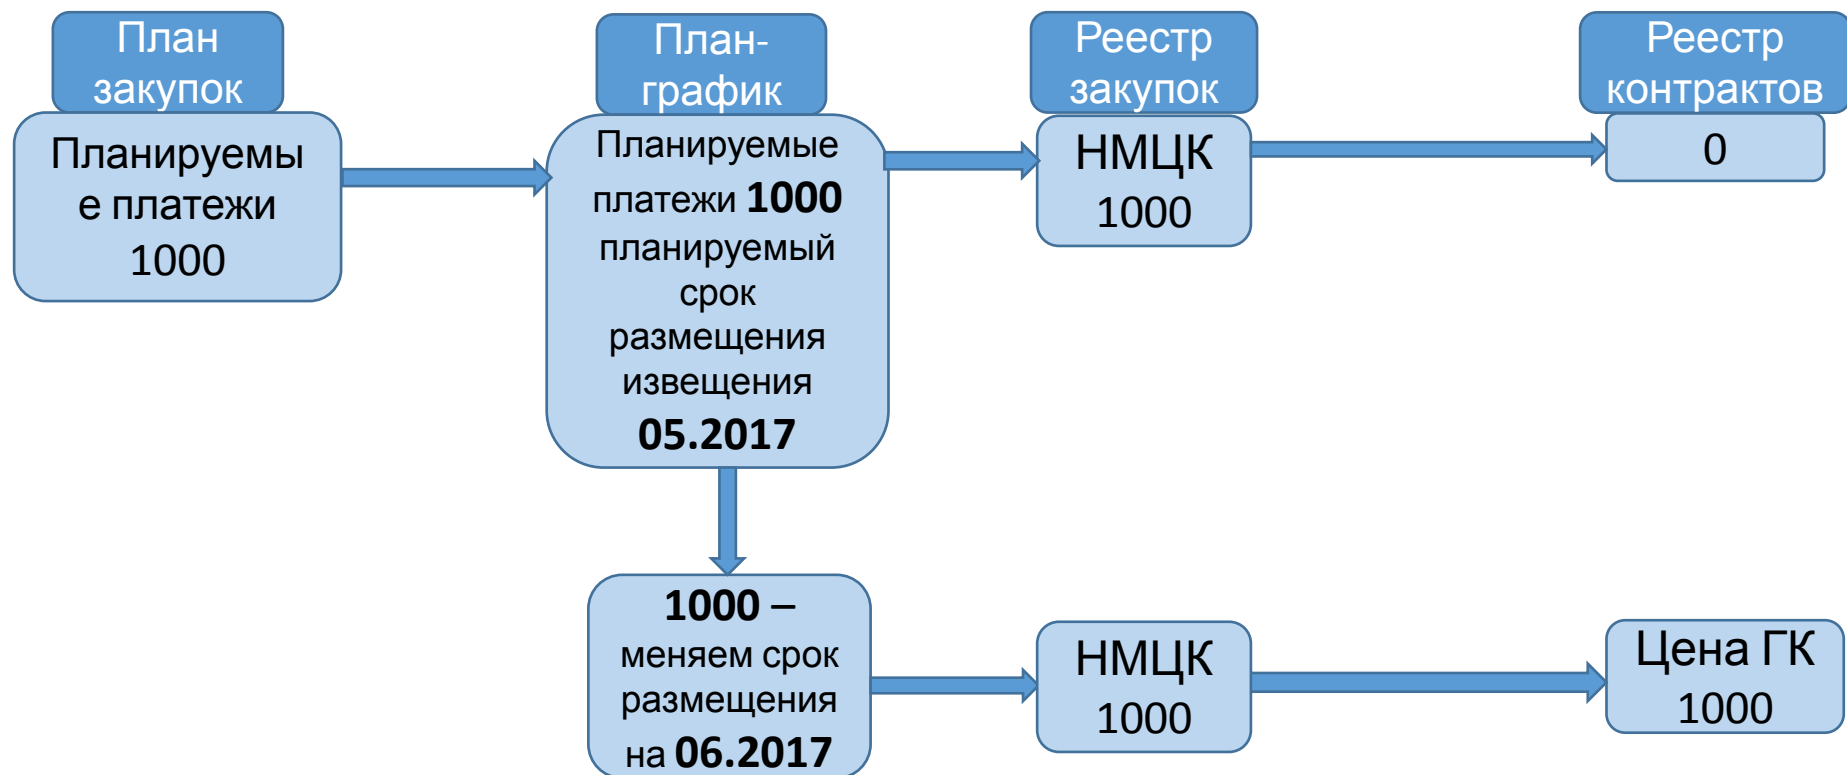 План
закупок
Планируемы
е платежи
1000
План-
график
Планируемые
платежи 1000
планируемый
срок
размещения
извещения
05.2017
Реестр
закупок
НМЦК
1000
Реестр
контрактов
0
1000 –
меняем срок
размещения
на 06.2017
НМЦК
1000
Цена ГК
1000